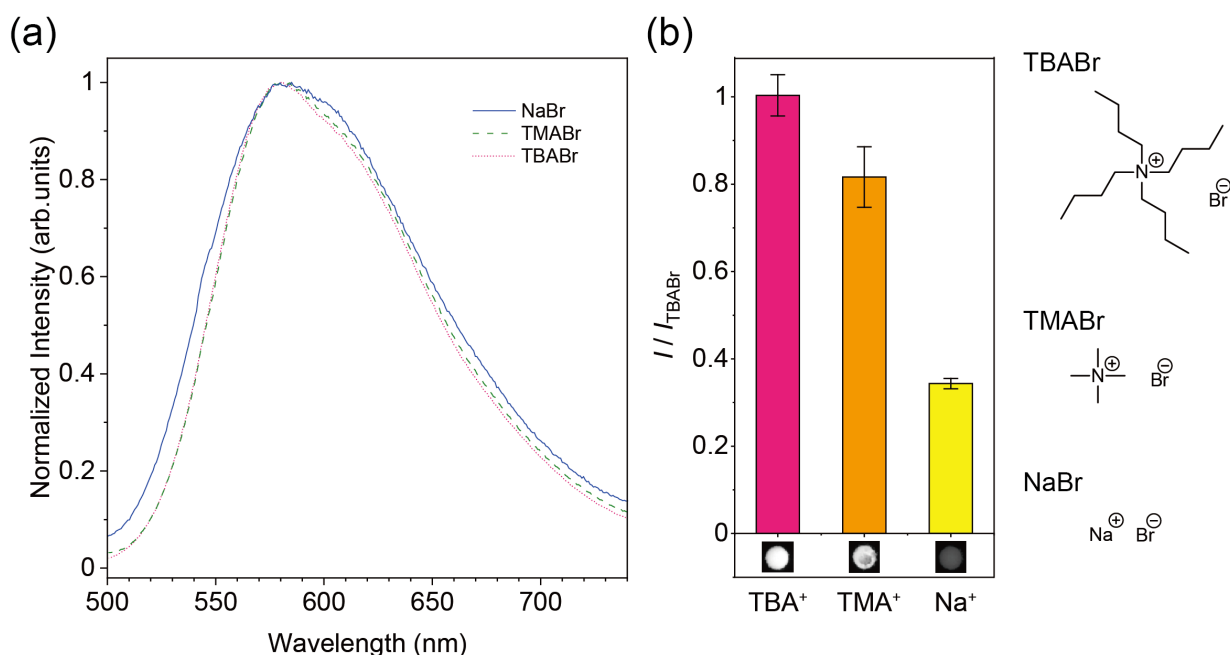 (a)
Normalized Intensity (arb.units)
1
0.8
0.6
0.4
0.2
0
500
550
600
650
700
Wavelength (nm)
NaBr
TMABr
TBABr
(b)
I / I_TBABr
1
0.8
0.6
0.4
0.2
0
TBA⁺
TMA⁺
Na⁺
TBABr
N⊕
Br⊖
TMABr
N⊕
Br⊖
NaBr
Na⊕ Br⊖